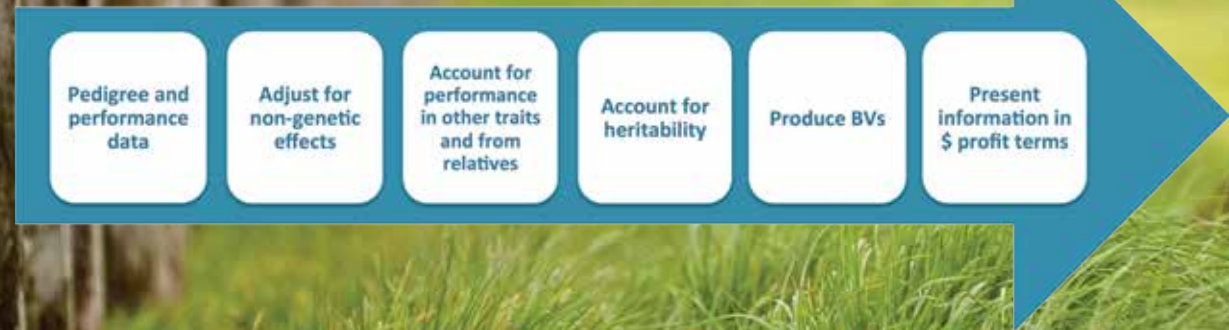 Pedigree and
performance
data
Adjust for
non-genetic
effects
Account for
performance
in other traits
and from
relatives
Account for
heritability
Produce BVs
Present
information in
$ profit terms